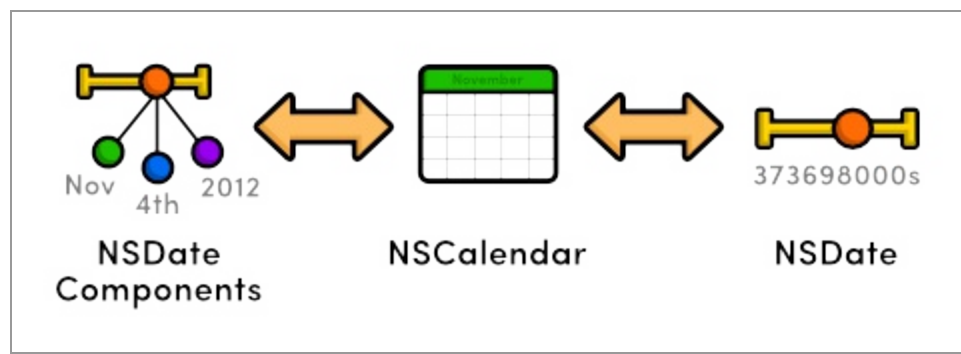 November
Nov
4th
2012
373698000s
NSDate
Components
NSCalendar
NSDate